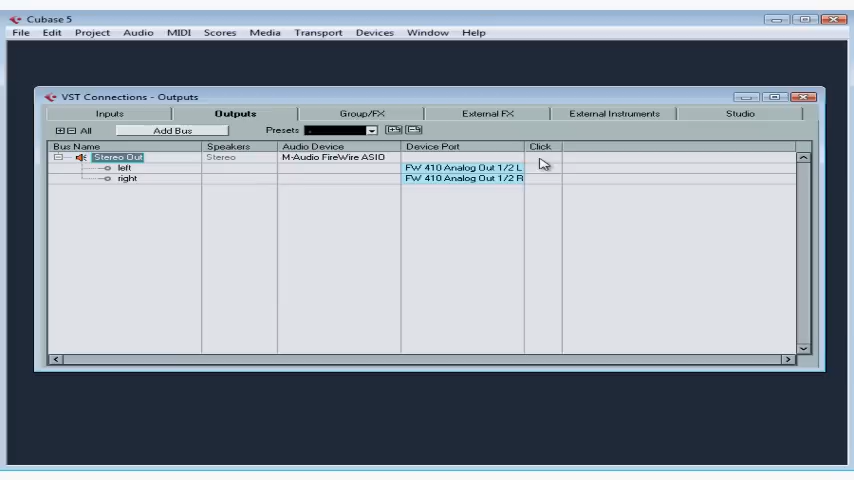 Cubase 5
File Edit Project Audio MIDI Scores Media Transport Devices Window Help
VST Connections - Outputs
Inputs Outputs Group/FX External FX External Instruments Studio
All Add Bus Presets
Bus Name Speakers Audio Device Device Port Click
Stereo Out Stereo M-Audio FireWire ASIO
left FW 410 Analog Out 1/2 L
right FW 410 Analog Out 1/2 R